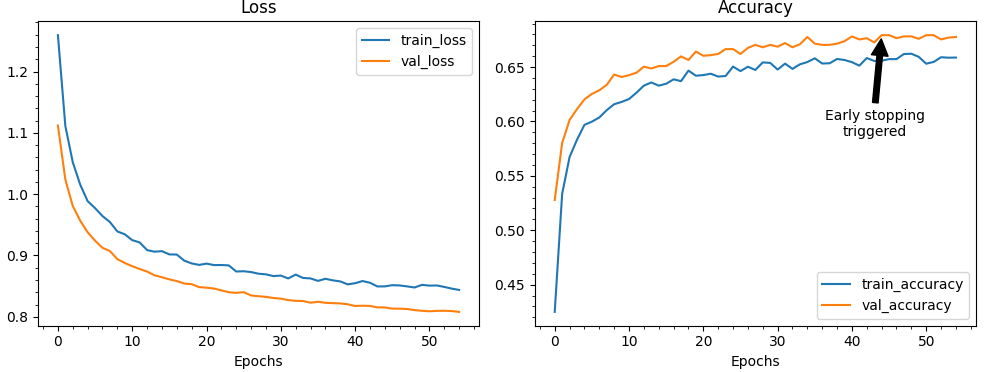 Loss
1.2
1.1
1.0
0.9
0.8
0
10
20
30
40
50
Epochs
train_loss
val_loss
Accuracy
0.65
0.60
0.55
0.50
0.45
0
10
20
30
40
50
Epochs
Early stopping
triggered
train_accuracy
val_accuracy